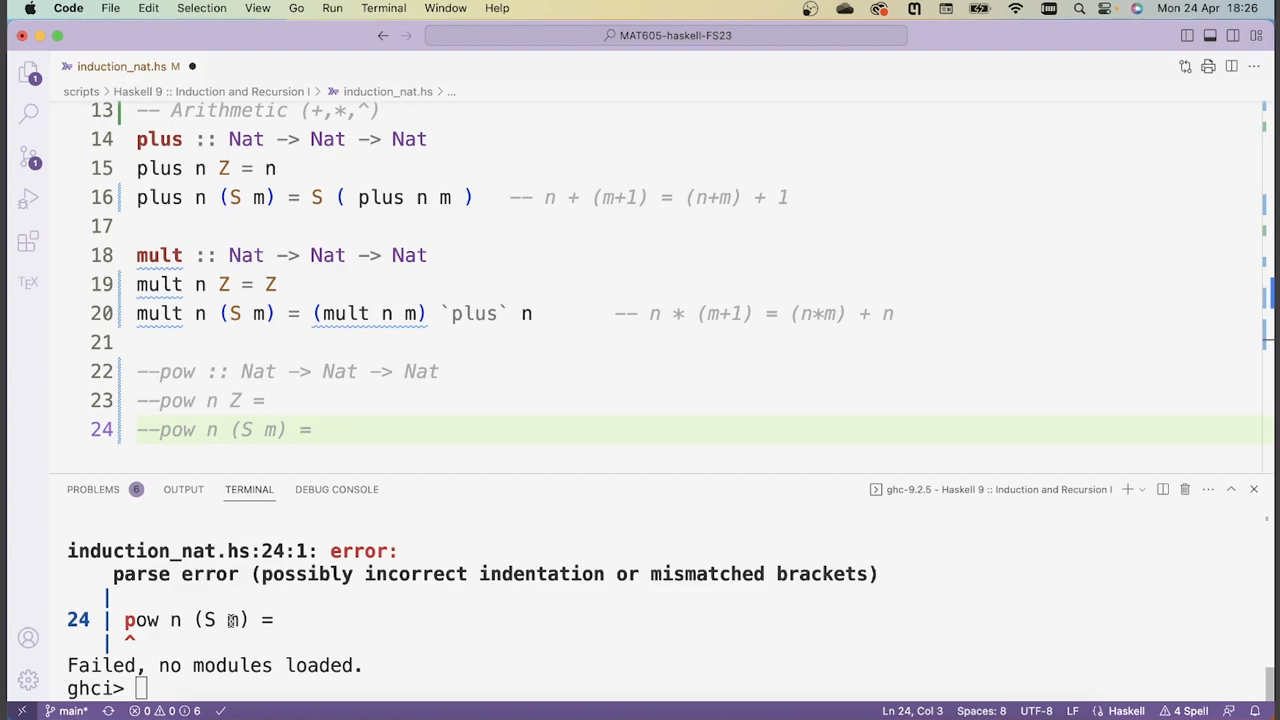 Code File Edit Selection View Go Run Terminal Window Help Mon 24 Apr 18:26
MAT605-haskell-FS23
induction_nat.hs M
scripts > Haskell 9 :: Induction and Recursion I > induction_nat.hs > ...
13 -- Arithmetic (+,*,^)
14 plus :: Nat -> Nat -> Nat
15 plus n Z = n
16 plus n (S m) = S ( plus n m ) -- n + (m+1) = (n+m) + 1
17
18 mult :: Nat -> Nat -> Nat
19 mult n Z = Z
20 mult n (S m) = (mult n m) `plus` n -- n * (m+1) = (n*m) + n
21
22 --pow :: Nat -> Nat -> Nat
23 --pow n Z =
24 --pow n (S m) =
PROBLEMS 6 OUTPUT TERMINAL DEBUG CONSOLE ghc-9.2.5 - Haskell 9 :: Induction and Recursion I
induction_nat.hs:24:1: error:
parse error (possibly incorrect indentation or mismatched brackets)
|
24 | pow n (S m) =
| ^
Failed, no modules loaded.
ghci>
main* 0 0 6 Ln 24, Col 3 Spaces: 8 UTF-8 LF Haskell 4 Spell
1
1
TEX